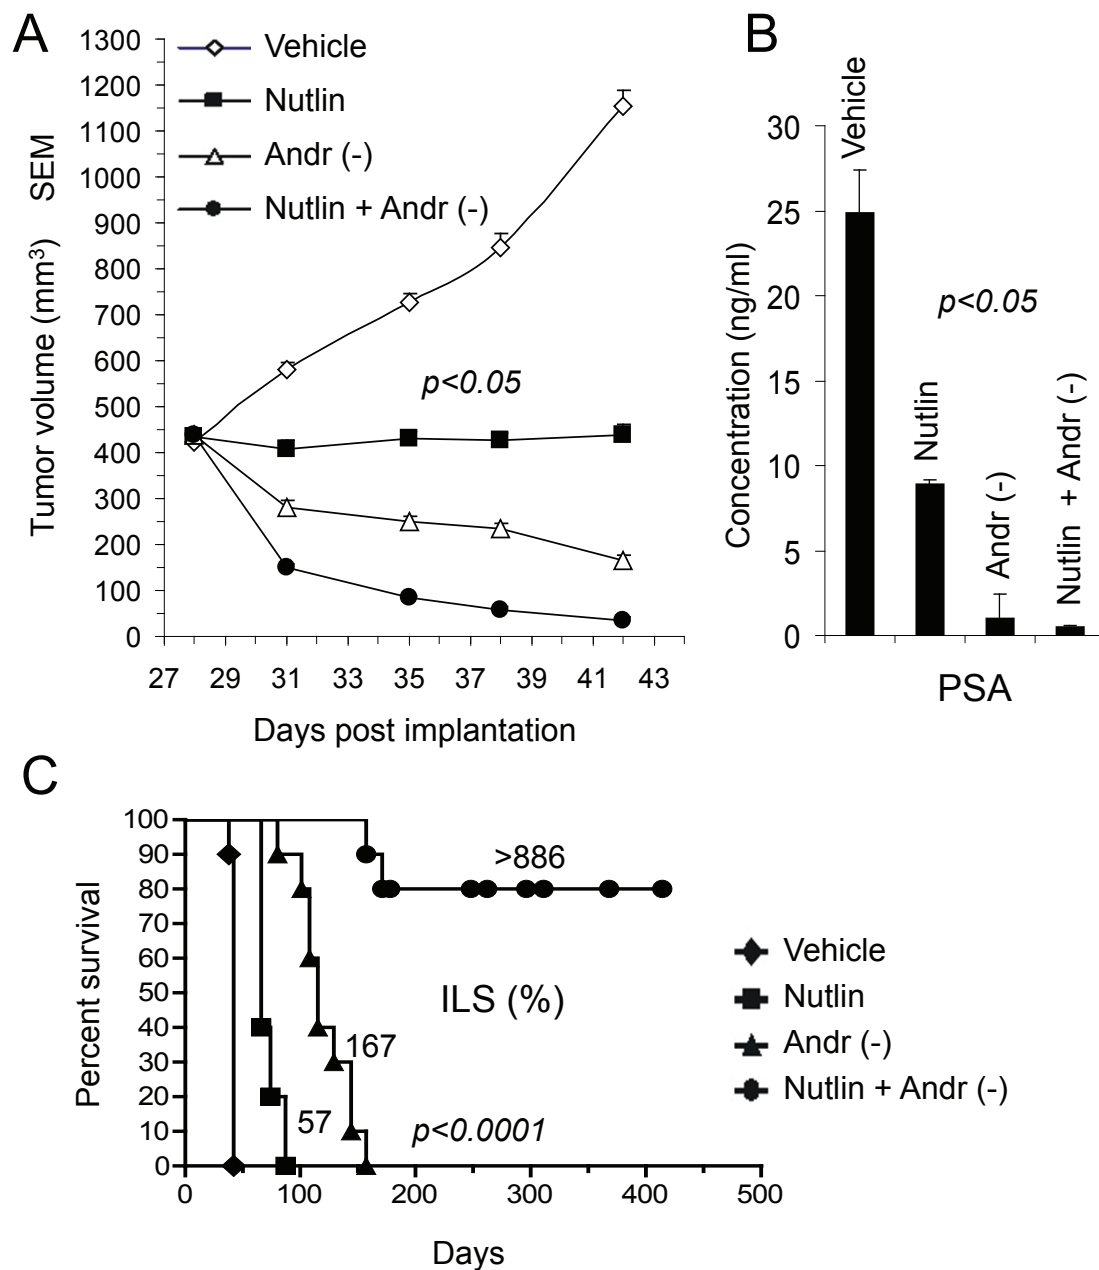 A
1300
1200
1100
1000
900
800
700
600
500
400
300
200
100
0
Tumor volume (mm³) SEM
Vehicle
Nutlin
Andr (-)
Nutlin + Andr (-)
p<0.05
27 29 31 33 35 37 39 41 43
Days post implantation
B
30
25
20
15
10
5
0
Concentration (ng/ml)
Vehicle
Nutlin
Andr (-)
Nutlin + Andr (-)
p<0.05
PSA
C
100
90
80
70
60
50
40
30
20
10
0
Percent survival
>886
ILS (%)
167
57
p<0.0001
0 100 200 300 400 500
Days
Vehicle
Nutlin
Andr (-)
Nutlin + Andr (-)